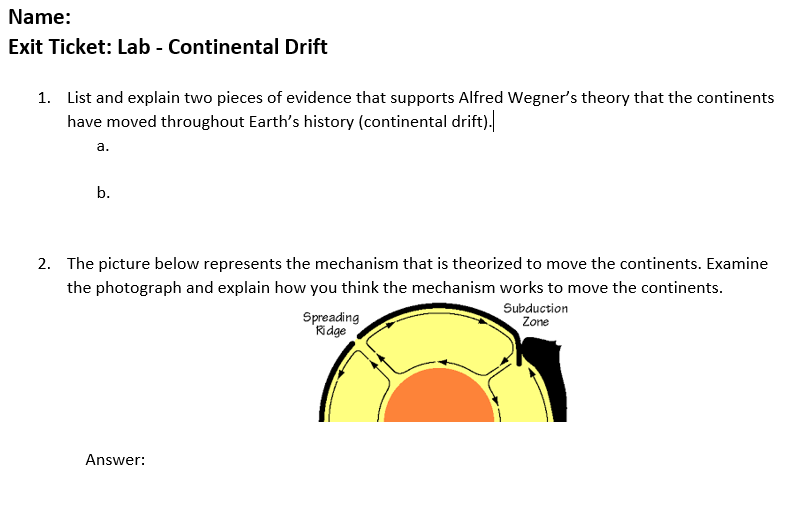 Name:
Exit Ticket: Lab - Continental Drift
1. List and explain two pieces of evidence that supports Alfred Wegner’s theory that the continents
have moved throughout Earth’s history (continental drift).
a.
b.
2. The picture below represents the mechanism that is theorized to move the continents. Examine
the photograph and explain how you think the mechanism works to move the continents.
Spreading
Ridge
Subduction
Zone
Answer: